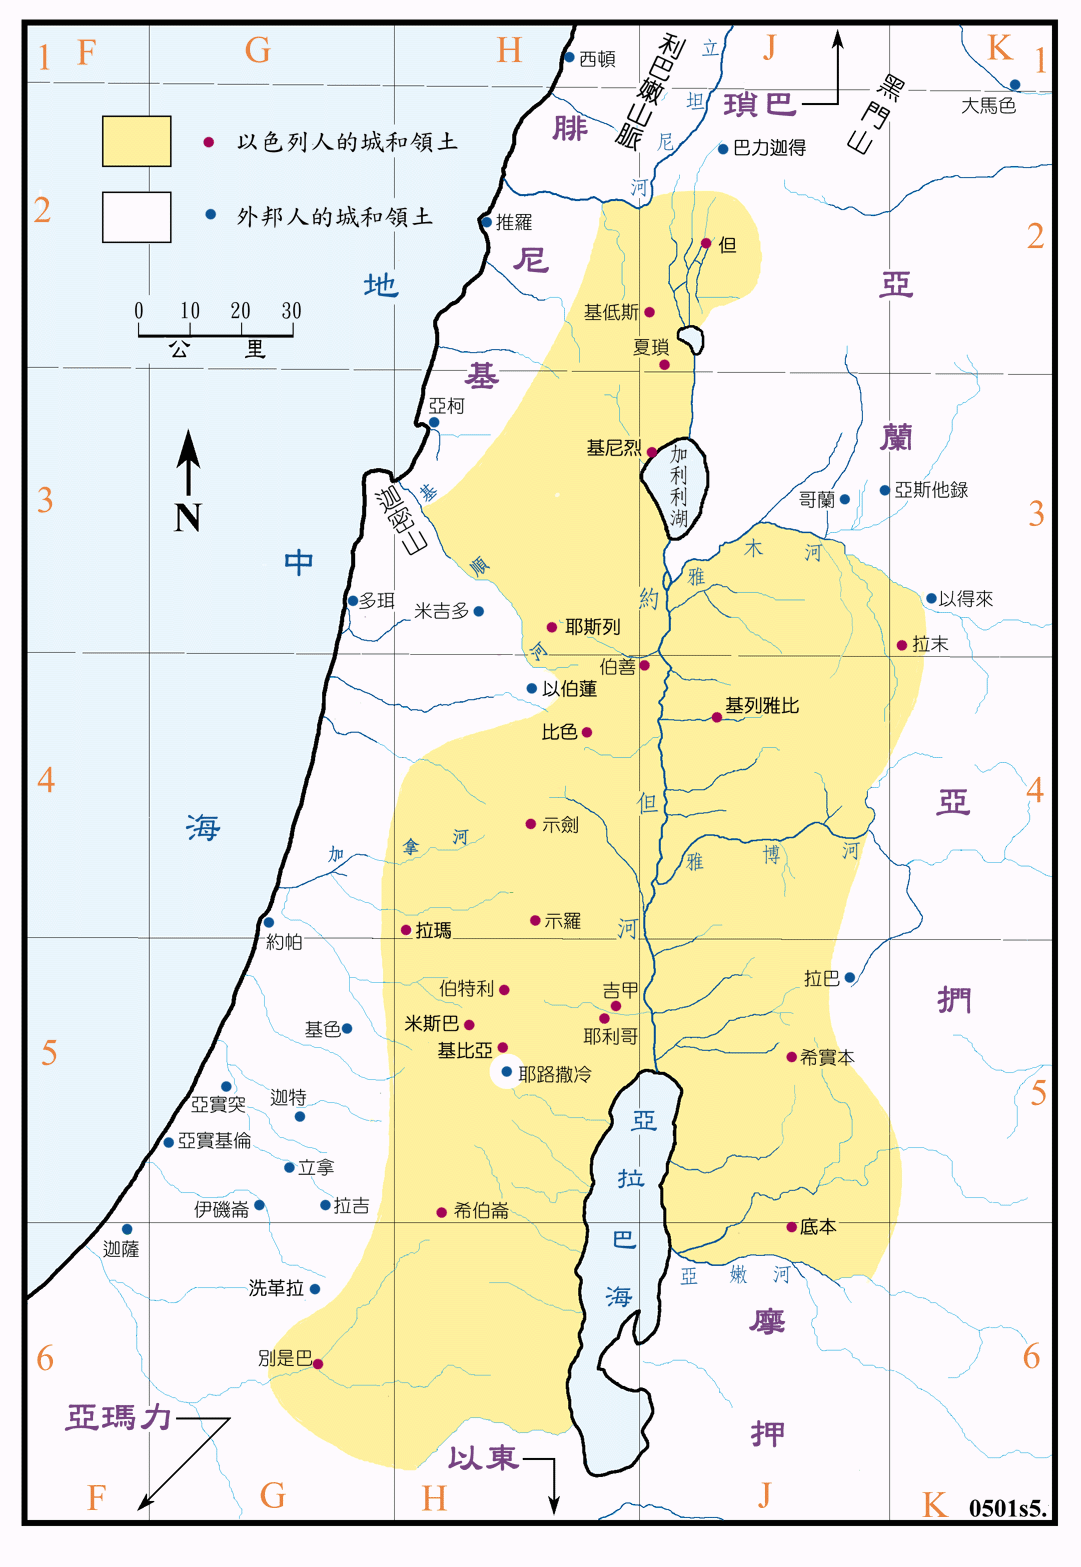 F
G
H
J
K
1
1
西頓
利巴嫩山脈
立坦尼河
瑣巴
黑門山
大馬色
腓尼基
巴力迦得
以色列人的城和領土
外邦人的城和領土
2
2
推羅
但
地中海
亞蘭
0 10 20 30
公里
基低斯
夏瑣
亞柯
基尼烈
加利利湖
N
3
3
迦密山
基順河
哥蘭
亞斯他錄
雅木河
多珥
米吉多
約但河
以得來
耶斯列
拉末
伯善
以伯蓮
基列雅比
比色
4
4
亞捫
示劍
加拿河
雅博河
拉瑪
示羅
約帕
伯特利
吉甲
拉巴
米斯巴
耶利哥
基色
基比亞
希實本
5
5
耶路撒冷
亞實突
迦特
亞拉巴海
亞實基倫
立拿
伊磯崙
拉吉
希伯崙
迦薩
底本
洗革拉
亞嫩河
摩押
別是巴
6
6
亞瑪力
以東
F
G
H
J
K
0501s5.